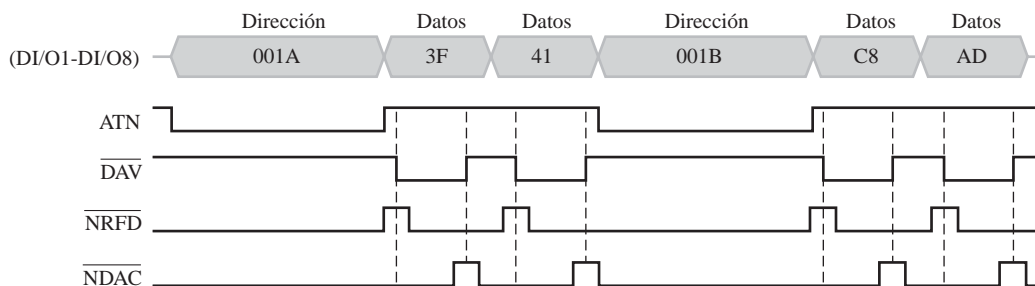 Dirección Datos Datos Dirección Datos Datos
(DI/O1-DI/O8) 001A 3F 41 001B C8 AD
ATN
DAV
NRFD
NDAC